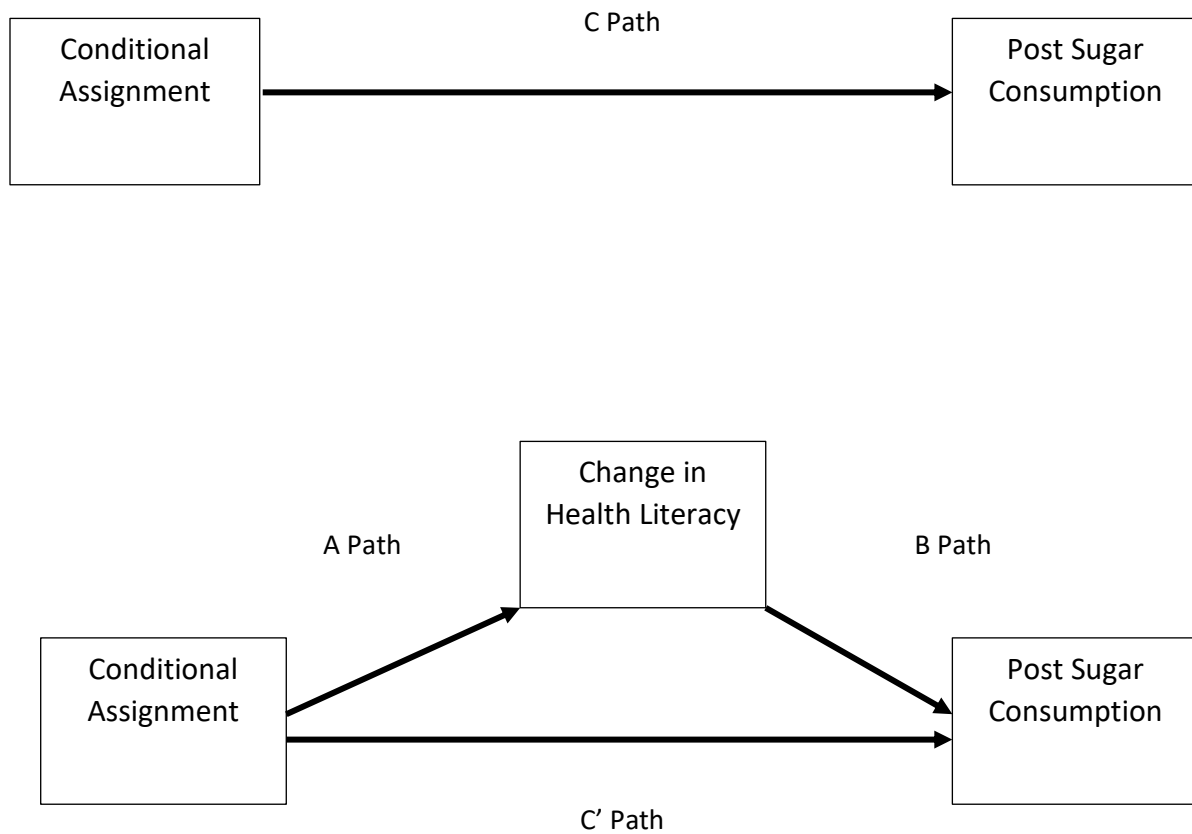 C Path
Conditional
Assignment
Post Sugar
Consumption
Change in
Health Literacy
A Path
B Path
Conditional
Assignment
Post Sugar
Consumption
C’ Path